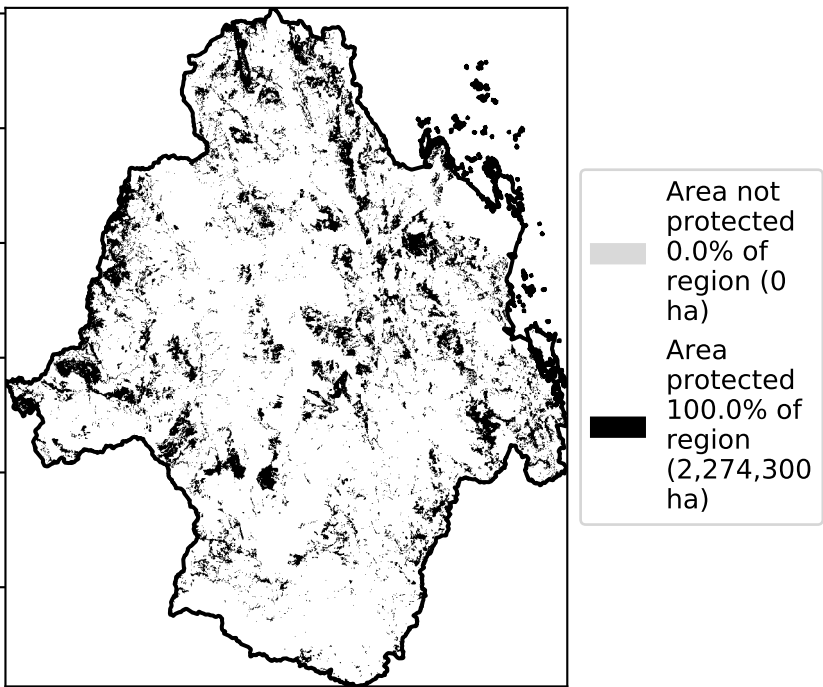 Area not
protected
0.0% of
region (0
ha)
Area
protected
100.0% of
region
(2,274,300
ha)